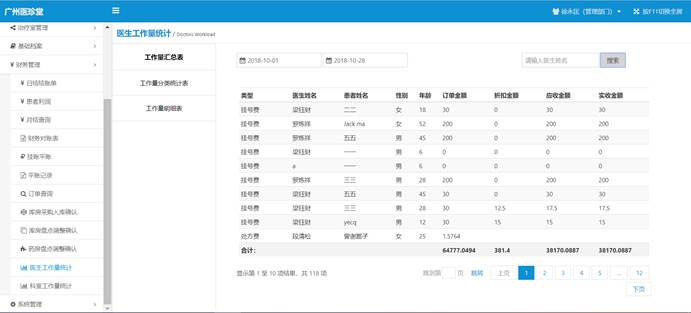 广州医珍堂
徐永匡（管理部门）
按F11切换全屏
治疗室管理
基础档案
财务管理
日结结账单
患者利润
月结查询
财务对账表
挂账平账
平账记录
订单查询
库房采购入库确认
库房盘点调整确认
药房盘点调整确认
医生工作量统计
科室工作量统计
系统管理
医生工作量统计 / Doctors Workload
工作量汇总表
工作量分类统计表
工作量明细表
2018-10-01 2018-10-28 请输入医生姓名 搜索
类型 医生姓名 患者姓名 性别 年龄 订单金额 折扣金额 应收金额 实收金额
挂号费 梁钰财 二二 女 18 30 0 30 30
挂号费 罗炼祥 Jack ma 女 52 200 0 200 200
挂号费 罗炼祥 五五 男 45 200 0 200 200
挂号费 梁钰财 一一 男 6 0 0 0 0
挂号费 a 一一 男 6 0 0 0 0
挂号费 罗炼祥 三三 男 28 200 0 200 200
挂号费 梁钰财 五五 男 45 30 0 30 30
挂号费 梁钰财 三三 男 28 30 12.5 17.5 17.5
挂号费 梁钰财 yecq 男 12 30 15 15 15
处方费 段清松 曾谢郡子 女 25 1.5764
合计： 64777.0494 381.4 38170.0887 38170.0887
显示第 1 至 10 项结果，共 118 项
跳到第 页 跳转 上页 1 2 3 4 5 ... 12
下页